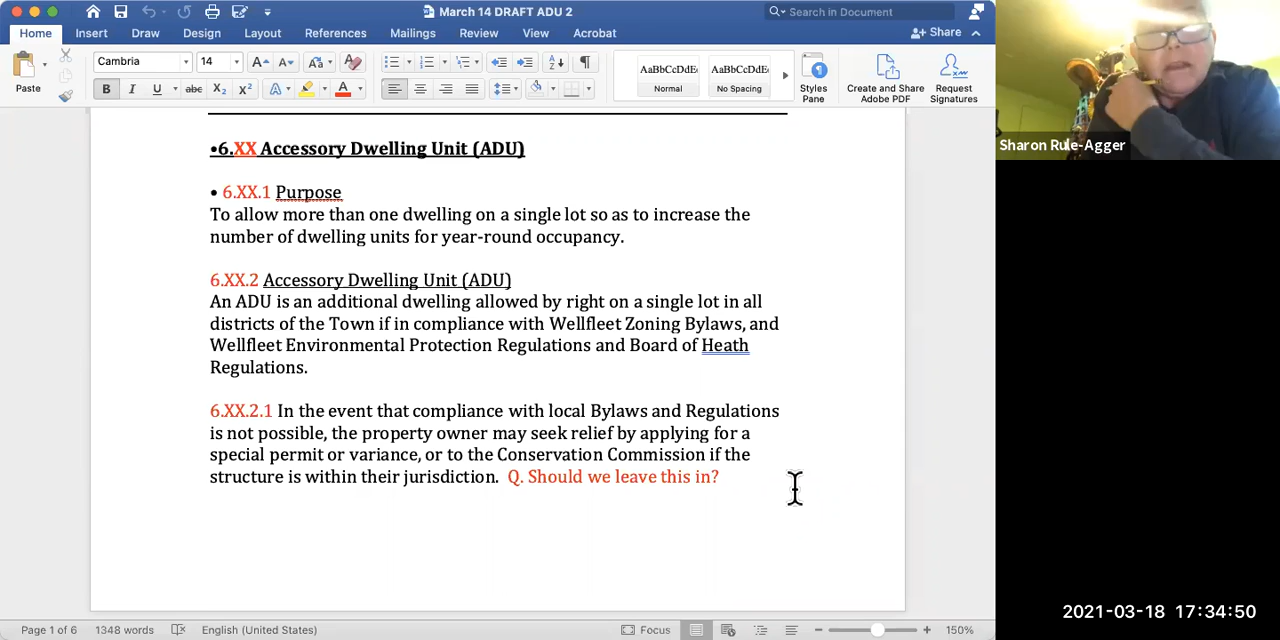 March 14 DRAFT ADU 2
Search in Document
Home Insert Draw Design Layout References Mailings Review View Acrobat
Share
Cambria 14
Paste
AaBbCcDdE AaBbCcDdE
Normal No Spacing
Styles Pane
Create and Share Adobe PDF
Request Signatures
•6.XX Accessory Dwelling Unit (ADU)
• 6.XX.1 Purpose
To allow more than one dwelling on a single lot so as to increase the
number of dwelling units for year-round occupancy.
6.XX.2 Accessory Dwelling Unit (ADU)
An ADU is an additional dwelling allowed by right on a single lot in all
districts of the Town if in compliance with Wellfleet Zoning Bylaws, and
Wellfleet Environmental Protection Regulations and Board of Heath
Regulations.
6.XX.2.1 In the event that compliance with local Bylaws and Regulations
is not possible, the property owner may seek relief by applying for a
special permit or variance, or to the Conservation Commission if the
structure is within their jurisdiction. Q. Should we leave this in?
Page 1 of 6 1348 words English (United States) Focus 150%
Sharon Rule-Agger
2021-03-18 17:34:50